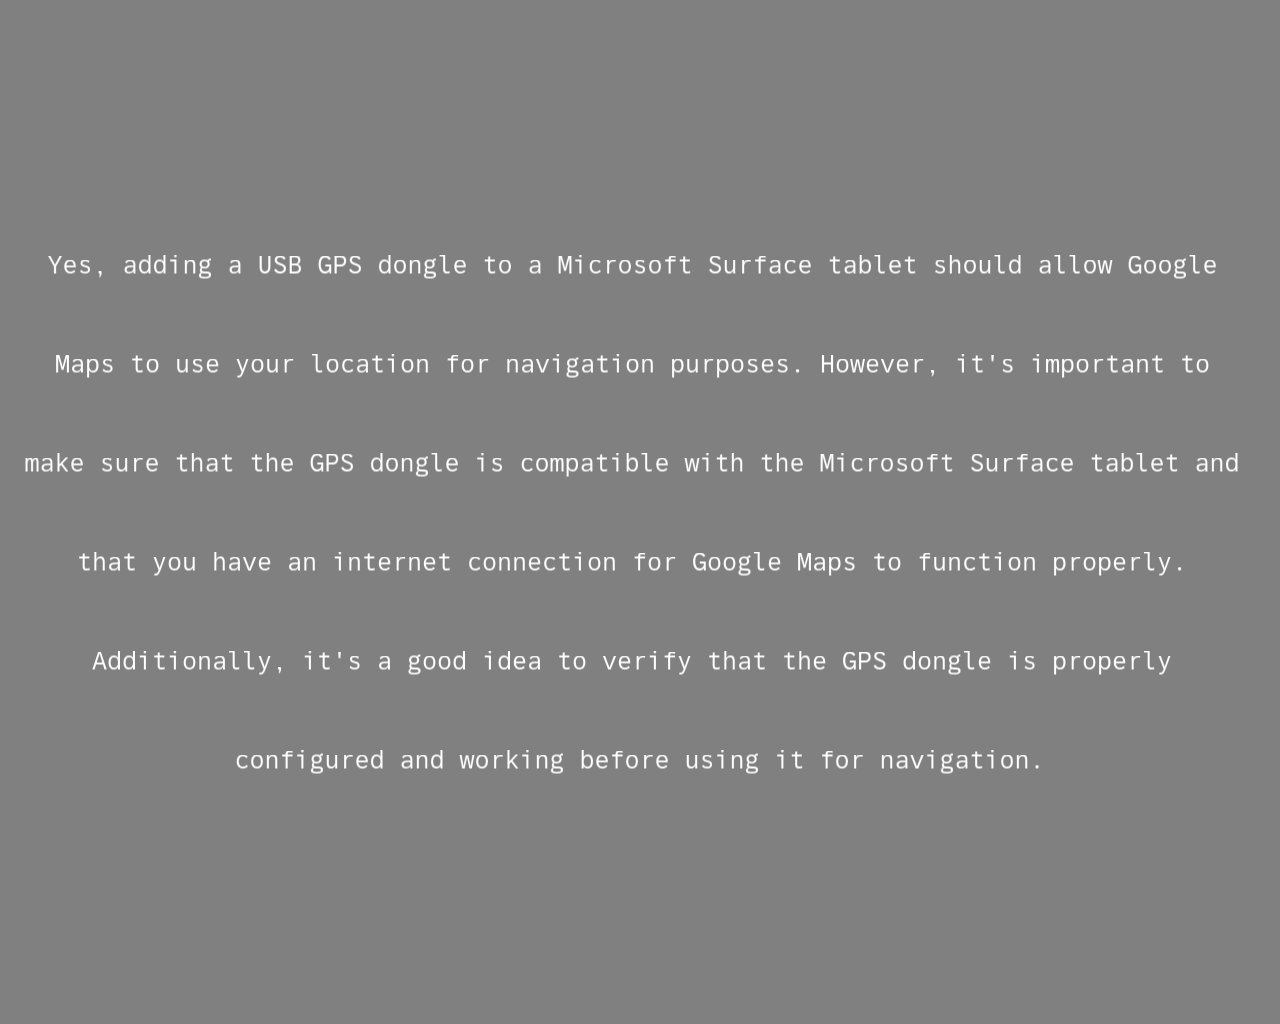 Yes, adding a USB GPS dongle to a Microsoft Surface tablet should allow Google
Maps to use your location for navigation purposes. However, it's important to
make sure that the GPS dongle is compatible with the Microsoft Surface tablet and
that you have an internet connection for Google Maps to function properly.
Additionally, it's a good idea to verify that the GPS dongle is properly
configured and working before using it for navigation.